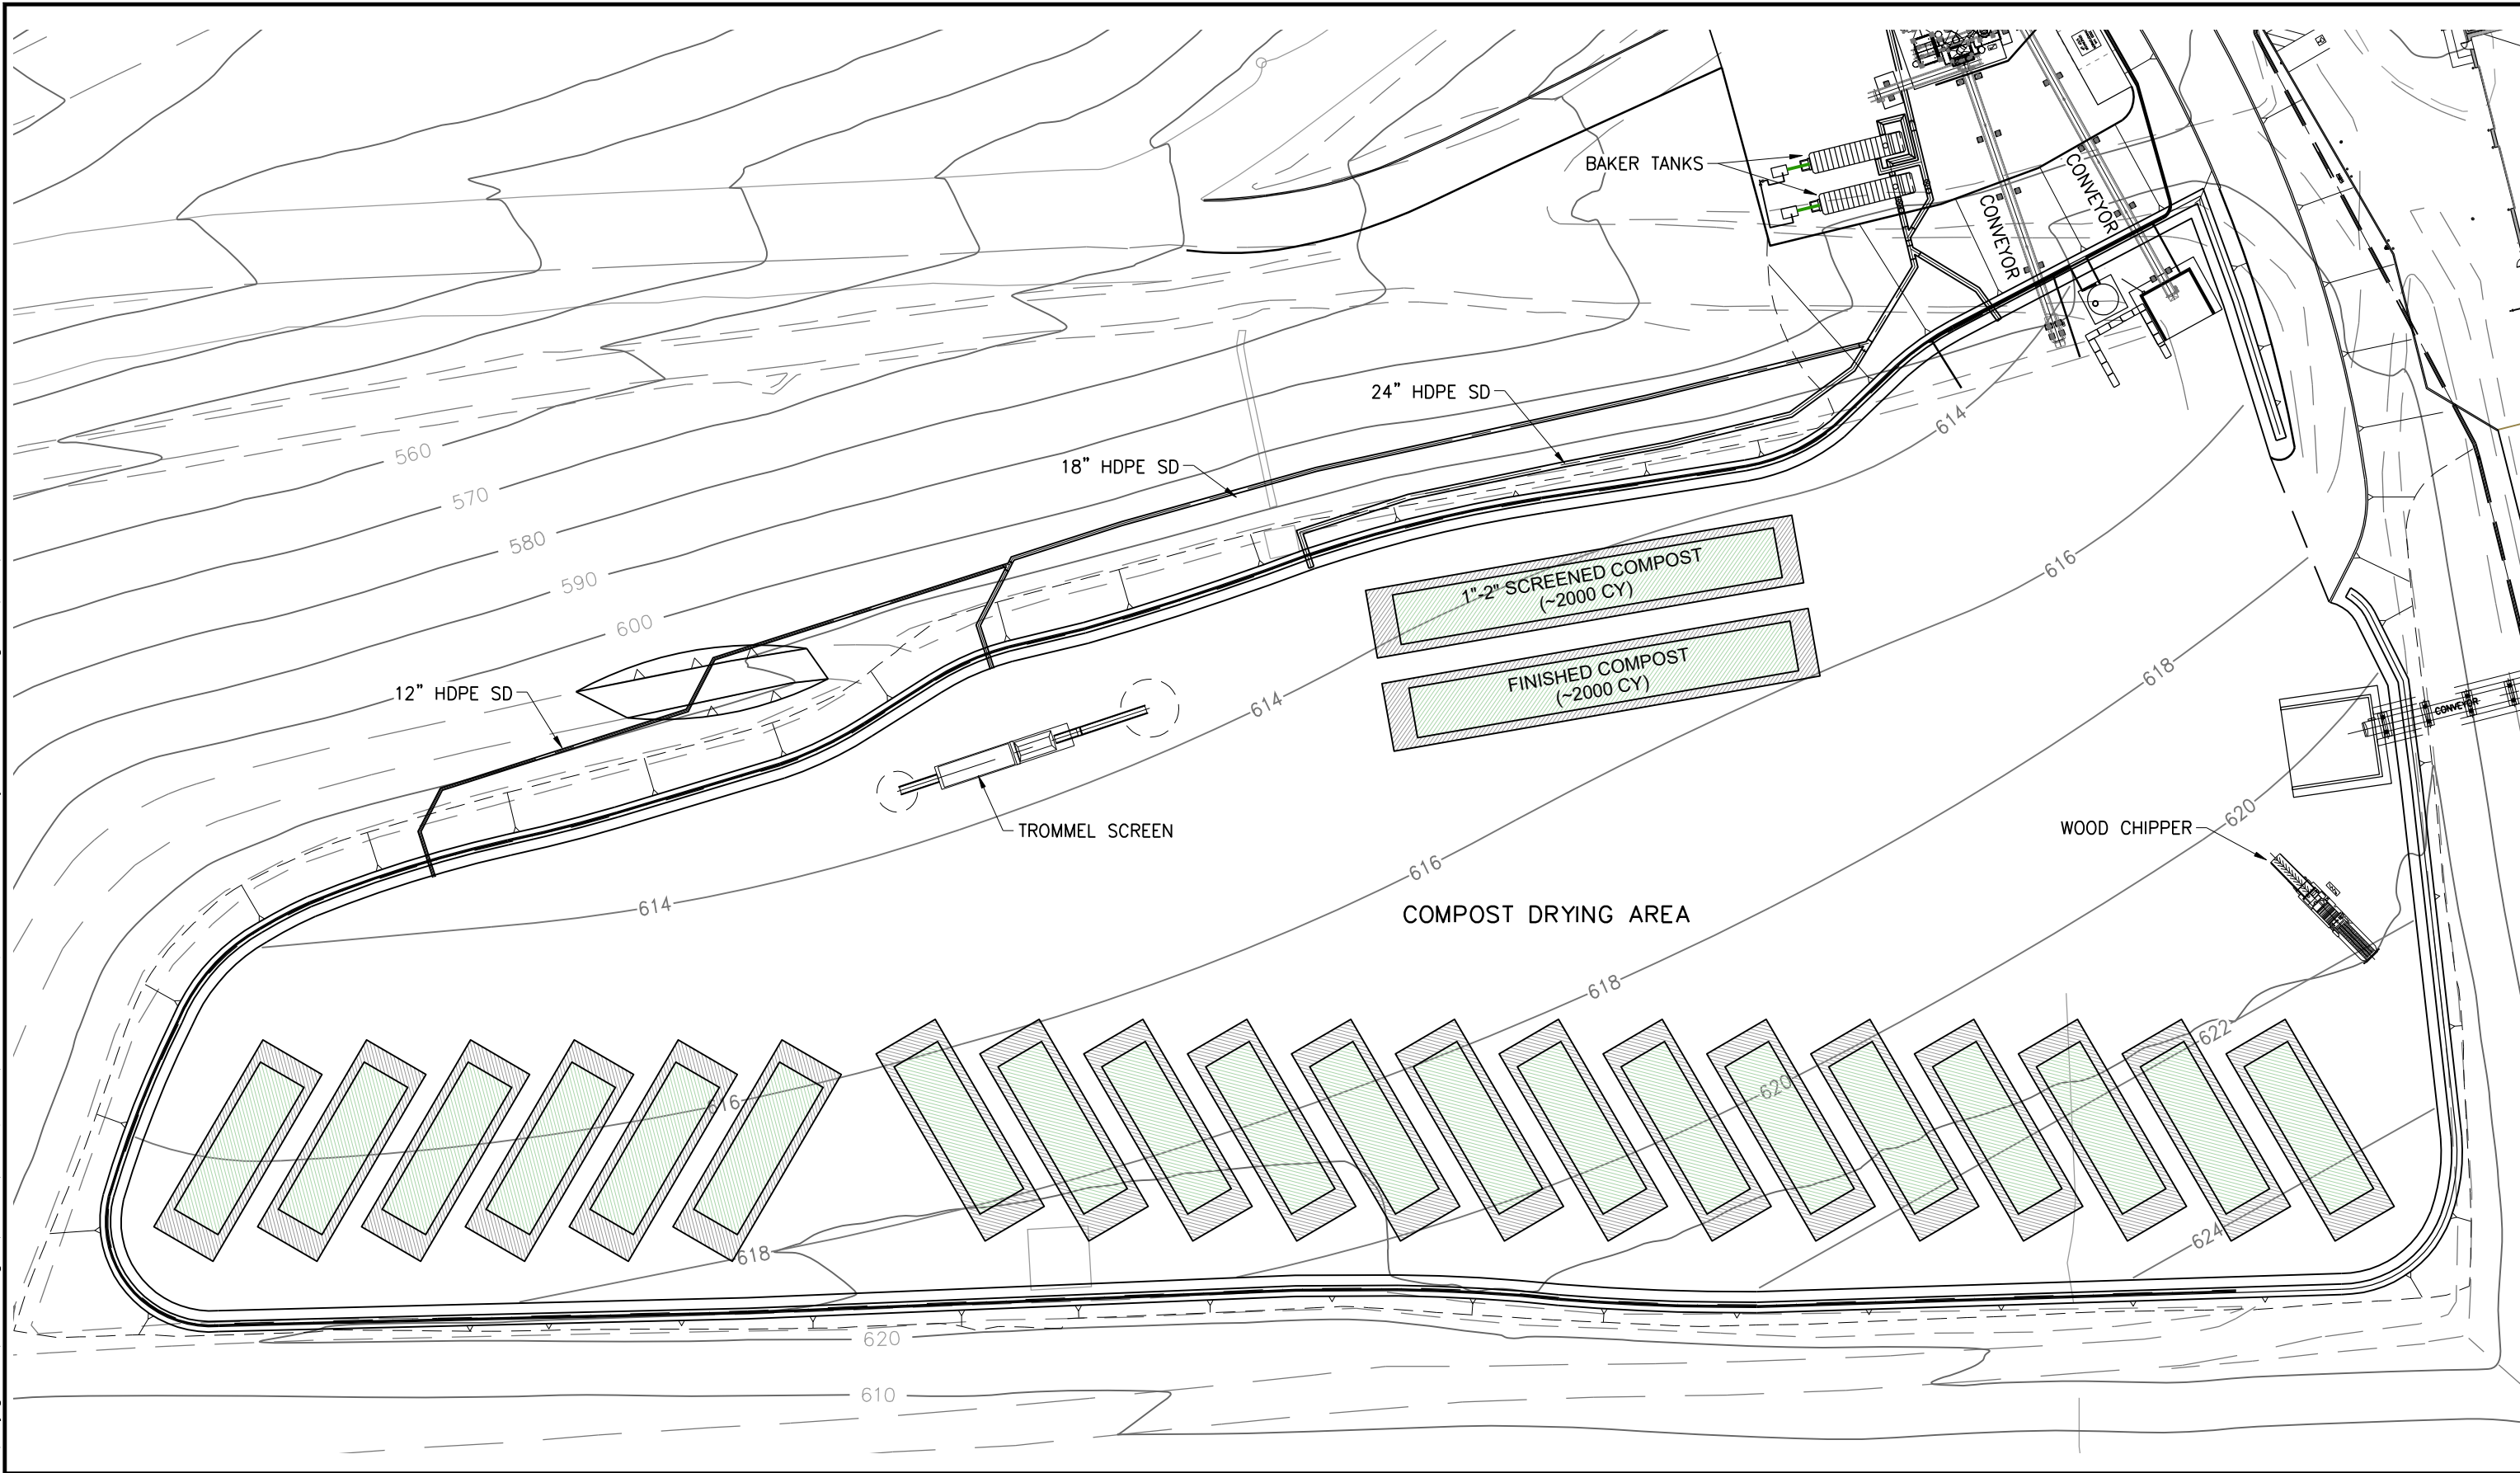 BAKER TANKS
CONVEYOR
CONVEYOR
24" HDPE SD
614
560
18" HDPE SD
570
580
590
600
1"-2" SCREENED COMPOST
(~2000 CY)
616
FINISHED COMPOST
(~2000 CY)
618
12" HDPE SD
614
CONVEYOR
620
TROMMEL SCREEN
WOOD CHIPPER
616
614
COMPOST DRYING AREA
618
622
620
616
624
618
620
610